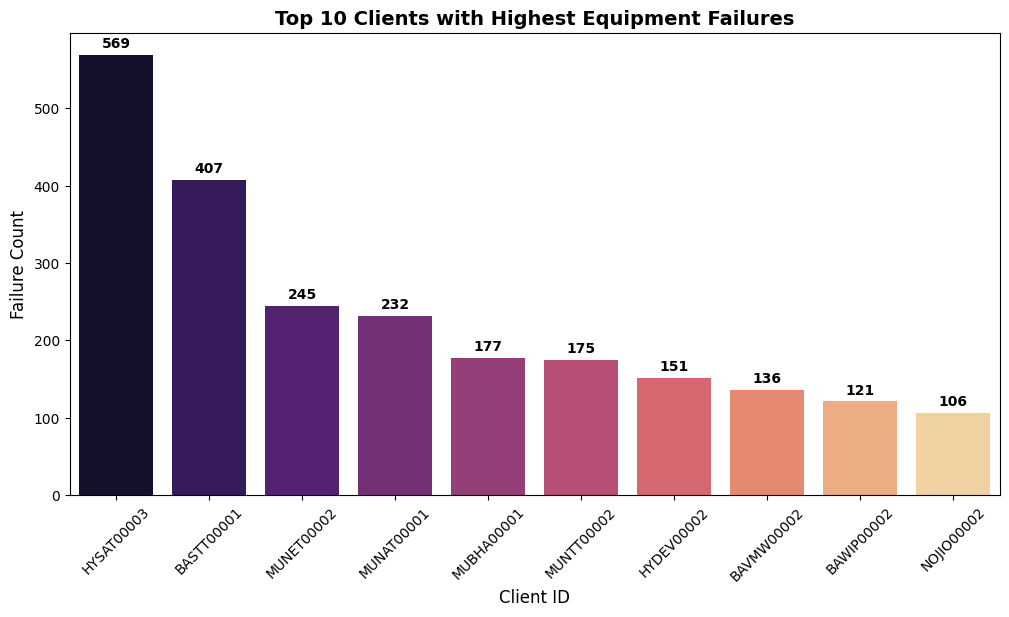 Top 10 Clients with Highest Equipment Failures
Failure Count
500
400
300
200
100
0
569
407
245
232
177
175
151
136
121
106
HYSAT00003
BASTT00001
MUNET00002
MUNAT00001
MUBHA00001
MUNTT00002
HYDEV00002
BAVMW00002
BAWIP00002
NOJIO00002
Client ID